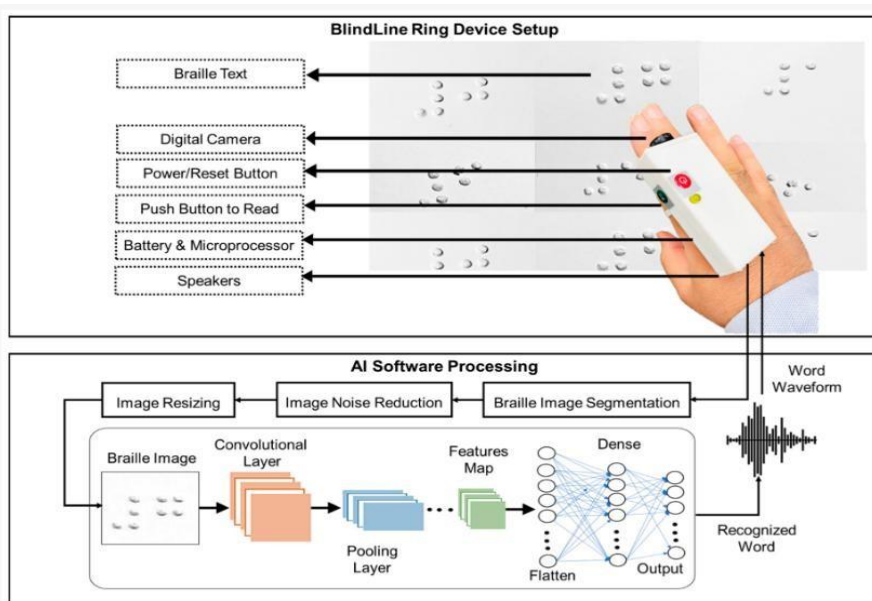 BlindLine Ring Device Setup
Braille Text
Digital Camera
Power/Reset Button
Push Button to Read
Battery & Microprocessor
Speakers
AI Software Processing
Word
Waveform
Image Resizing
Image Noise Reduction
Braille Image Segmentation
Braille Image
Convolutional
Layer
Features
Map
Dense
Pooling
Layer
Flatten
Output
Recognized
Word